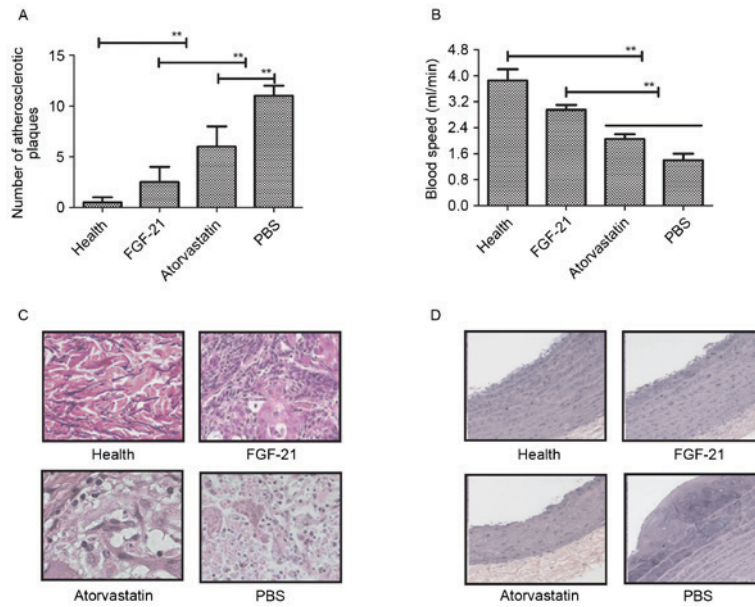 A
Number of atherosclerotic
plaques
15
10
5
0
**
**
**
Health
FGF-21
Atorvastatin
PBS
B
Blood speed (ml/min)
4.8
4.0
3.2
2.4
1.6
0.8
0.0
**
**
Health
FGF-21
Atorvastatin
PBS
C
Health
FGF-21
Atorvastatin
PBS
D
Health
FGF-21
Atorvastatin
PBS